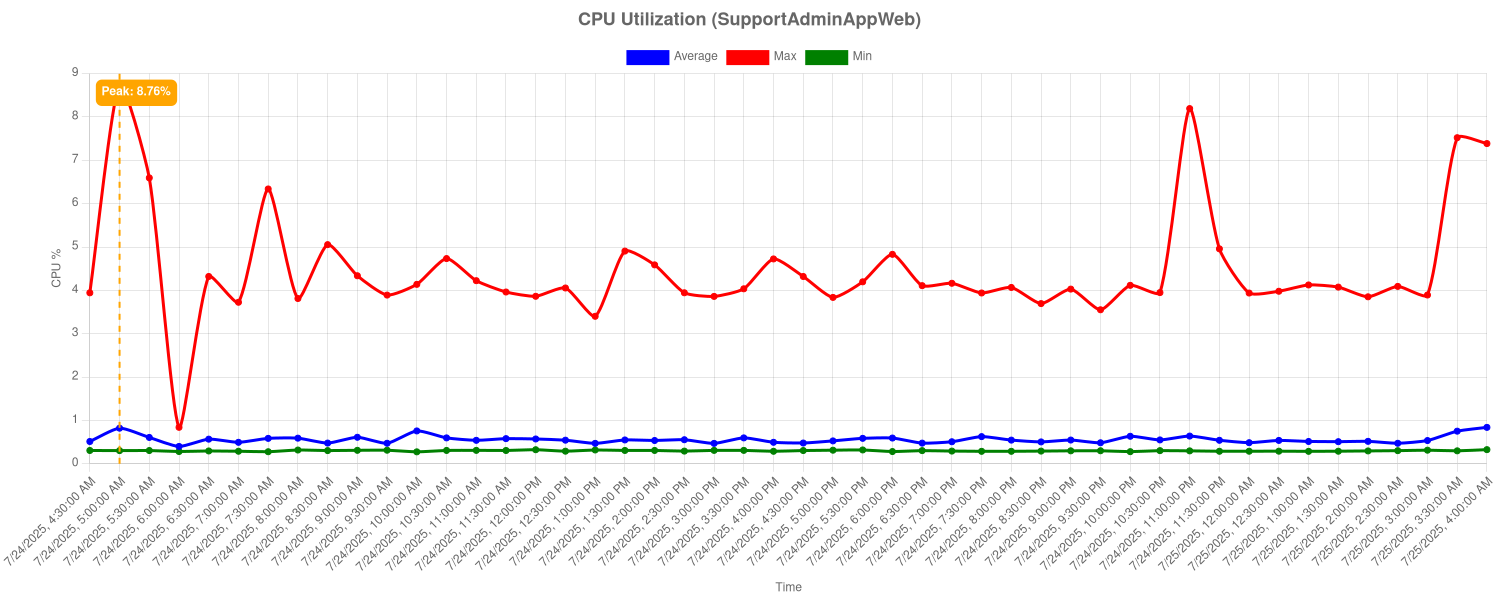 CPU Utilization (SupportAdminAppWeb)
Average Max Min
9
Peak: 8.76%
8
7
6
5
CPU %
4
3
2
1
0
7/24/2025, 4:30:00 AM
7/24/2025, 5:00:00 AM
7/24/2025, 5:30:00 AM
7/24/2025, 6:00:00 AM
7/24/2025, 6:30:00 AM
7/24/2025, 7:00:00 AM
7/24/2025, 7:30:00 AM
7/24/2025, 8:00:00 AM
7/24/2025, 8:30:00 AM
7/24/2025, 9:00:00 AM
7/24/2025, 9:30:00 AM
7/24/2025, 10:00:00 AM
7/24/2025, 10:30:00 AM
7/24/2025, 11:00:00 AM
7/24/2025, 11:30:00 AM
7/24/2025, 12:00:00 PM
7/24/2025, 12:30:00 PM
7/24/2025, 1:00:00 PM
7/24/2025, 1:30:00 PM
7/24/2025, 2:00:00 PM
7/24/2025, 2:30:00 PM
7/24/2025, 3:00:00 PM
7/24/2025, 3:30:00 PM
7/24/2025, 4:00:00 PM
7/24/2025, 4:30:00 PM
7/24/2025, 5:00:00 PM
7/24/2025, 5:30:00 PM
7/24/2025, 6:00:00 PM
7/24/2025, 6:30:00 PM
7/24/2025, 7:00:00 PM
7/24/2025, 7:30:00 PM
7/24/2025, 8:00:00 PM
7/24/2025, 8:30:00 PM
7/24/2025, 9:00:00 PM
7/24/2025, 9:30:00 PM
7/24/2025, 10:00:00 PM
7/24/2025, 10:30:00 PM
7/24/2025, 11:00:00 PM
7/24/2025, 11:30:00 PM
7/25/2025, 12:00:00 AM
7/25/2025, 12:30:00 AM
7/25/2025, 1:00:00 AM
7/25/2025, 1:30:00 AM
7/25/2025, 2:00:00 AM
7/25/2025, 2:30:00 AM
7/25/2025, 3:00:00 AM
7/25/2025, 3:30:00 AM
7/25/2025, 4:00:00 AM
Time